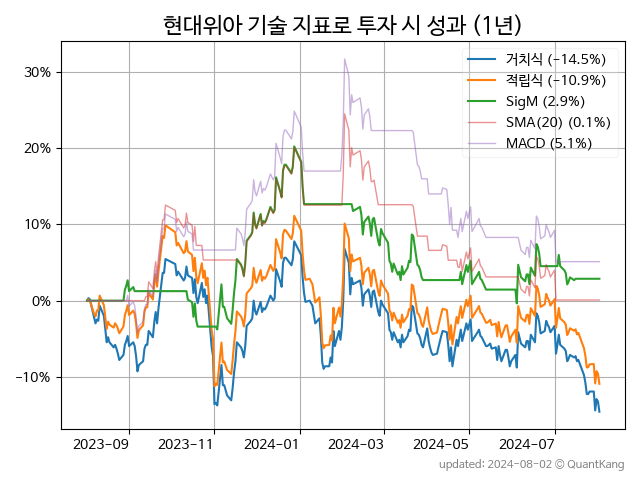 현대위아 기술 지표로 투자 시 성과 (1년)
거치식 (−14.5%)
적립식 (−10.9%)
SigM (2.9%)
SMA(20) (0.1%)
MACD (5.1%)
30%
20%
10%
0%
−10%
2023-09
2023-11
2024-01
2024-03
2024-05
2024-07
updated: 2024-08-02 © QuantKang